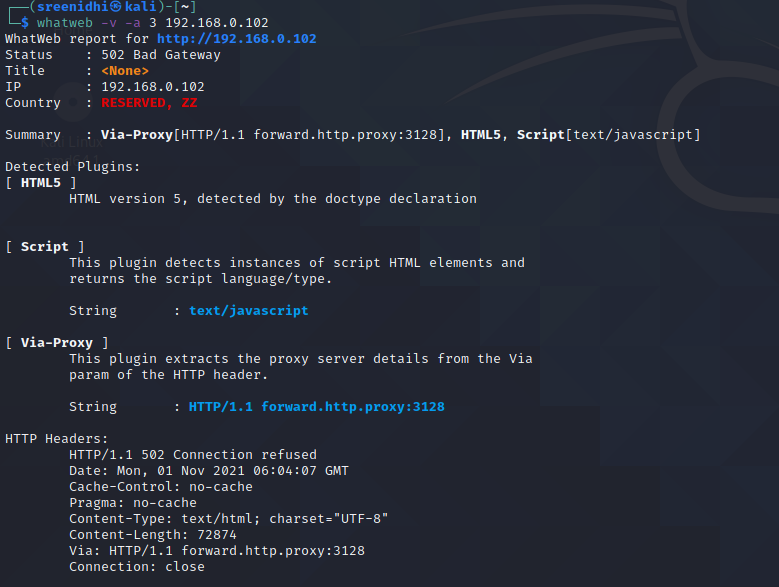 ┌──(sreenidhi㉿kali)-[~]
└─$ whatweb -v -a 3 192.168.0.102
WhatWeb report for http://192.168.0.102
Status    : 502 Bad Gateway
Title     : <None>
IP        : 192.168.0.102
Country   : RESERVED, ZZ
Summary   : Via-Proxy[HTTP/1.1 forward.http.proxy:3128], HTML5, Script[text/javascript]
Detected Plugins:
[ HTML5 ]
HTML version 5, detected by the doctype declaration
[ Script ]
This plugin detects instances of script HTML elements and
returns the script language/type.
String       : text/javascript
[ Via-Proxy ]
This plugin extracts the proxy server details from the Via
param of the HTTP header.
String       : HTTP/1.1 forward.http.proxy:3128
HTTP Headers:
HTTP/1.1 502 Connection refused
Date: Mon, 01 Nov 2021 06:04:07 GMT
Cache-Control: no-cache
Pragma: no-cache
Content-Type: text/html; charset="UTF-8"
Content-Length: 72874
Via: HTTP/1.1 forward.http.proxy:3128
Connection: close